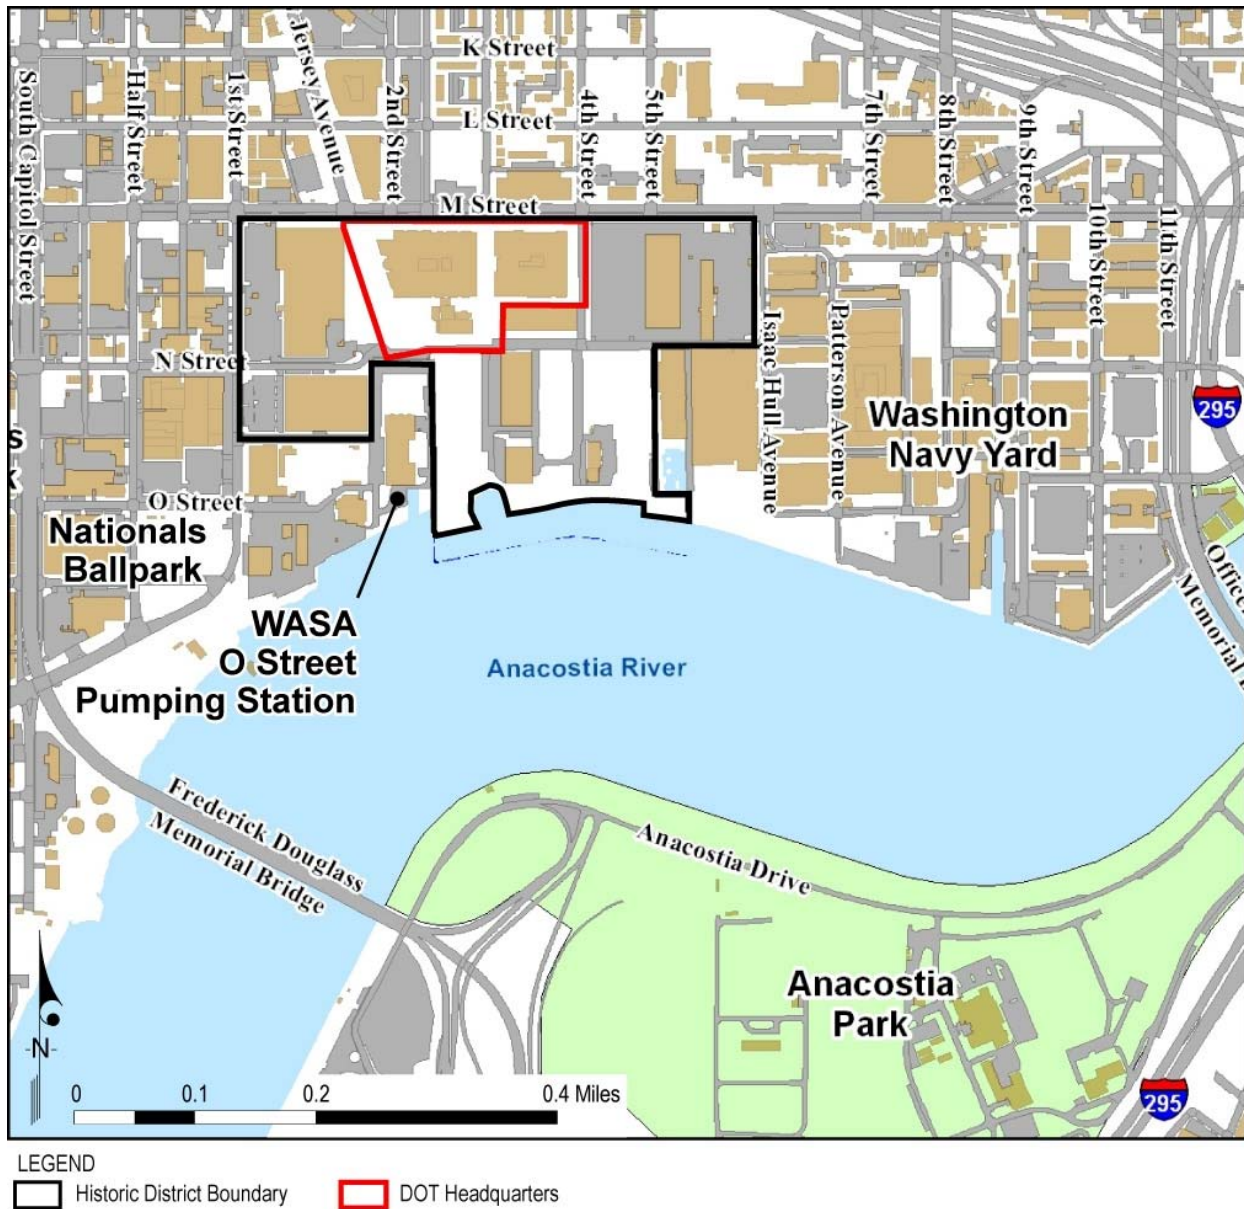 K Street
Jersey Avenue
South Capitol Street
Half Street
1st Street
2nd Street
4th Street
5th Street
L Street
7th Street
8th Street
9th Street
10th Street
11th Street
M Street
N Street
Isaac Hull Avenue
Patterson Avenue
295
Washington
Navy Yard
O Street
Nationals
Ballpark
WASA
O Street
Pumping Station
Anacostia River
Memorial
Frederick Douglass
Memorial Bridge
Anacostia Drive
Anacostia
Park
295
N
0 0.1 0.2 0.4 Miles
LEGEND
Historic District Boundary DOT Headquarters